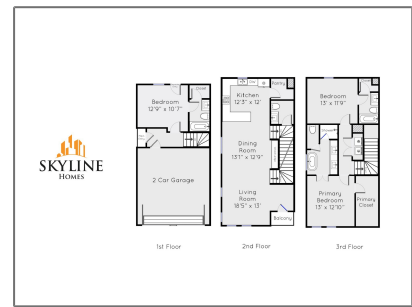 SKYLINE
HOMES
Bedroom
12'9" x 10'7"
Closet
2 Car Garage
1st Floor
Kitchen
12'3" x 12'
Pantry
Dining
Room
13'1" x 12'9"
Living
Room
18'5" x 13'
Balcony
2nd Floor
Bedroom
13' x 11'9"
Closet
Primary
Bedroom
13' x 12'10"
Primary
Closet
3rd Floor